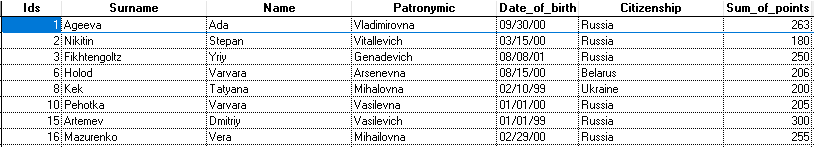 Ids Surname Name Patronymic Date_of_birth Citizenship Sum_of_points
1 Ageeva Ada Vladimirovna 09/30/00 Russia 263
2 Nikitin Stepan Vitallevich 03/15/00 Russia 180
3 Fikhtengoltz Yriy Genadevich 08/08/01 Russia 250
6 Holod Varvara Arsenevna 08/15/00 Belarus 206
8 Kek Tatyana Mihalovna 02/10/99 Ukraine 200
10 Pehotka Varvara Vasilevna 01/01/00 Russia 205
15 Artemev Dmitriy Vasilevich 01/01/99 Russia 300
16 Mazurenko Vera Mihailovna 02/29/00 Russia 255